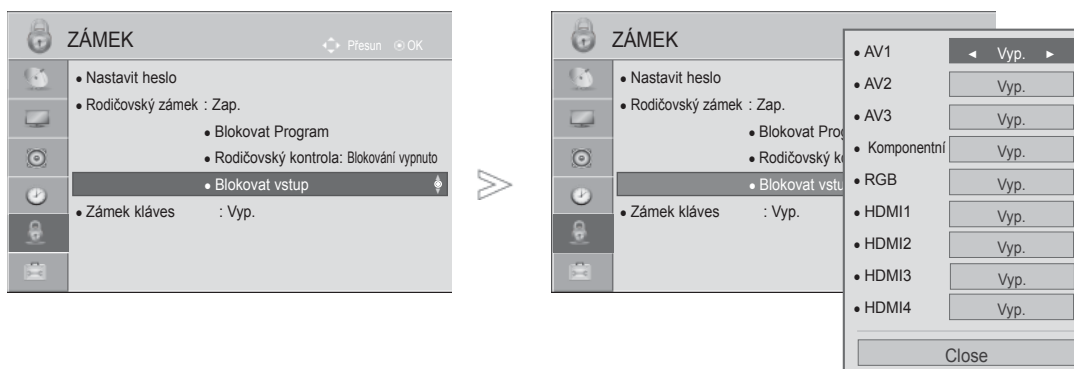 ZÁMEK
Přesun OK
• Nastavit heslo
• Rodičovský zámek : Zap.
• Blokovat Program
• Rodičovský kontrola: Blokování vypnuto
• Blokovat vstup
• Zámek kláves : Vyp.
ZÁMEK
• Nastavit heslo
• Rodičovský zámek : Zap.
• Blokovat Prog
• Rodičovský k
• Blokovat vstu
• Zámek kláves : Vyp.
• AV1 ◄ Vyp. ►
• AV2 Vyp.
• AV3 Vyp.
• Komponentní Vyp.
• RGB Vyp.
• HDMI1 Vyp.
• HDMI2 Vyp.
• HDMI3 Vyp.
• HDMI4 Vyp.
Close